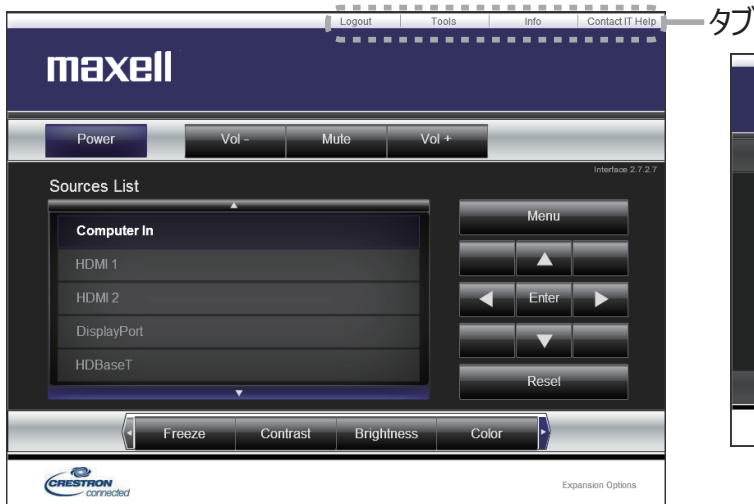 Logout Tools Info Contact IT Help
タブ
maxell
Power Vol - Mute Vol +
Interface 2.7.2.7
Sources List
Computer In
HDMI 1
HDMI 2
DisplayPort
HDBaseT
Menu
Enter
Reset
Freeze Contrast Brightness Color
CRESTRON
connected
Expansion Options